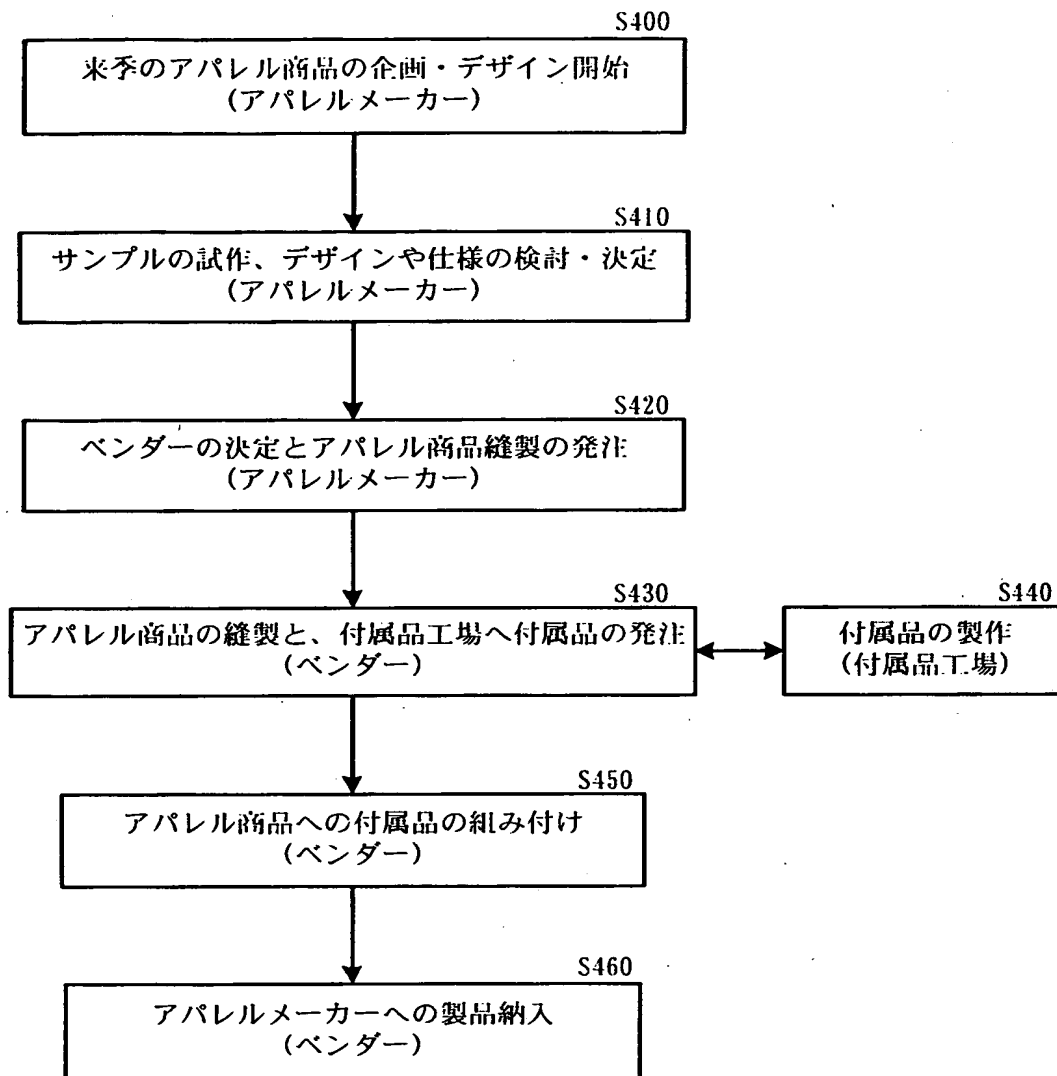 S400
来季のアパレル商品の企画・デザイン開始
(アパレルメーカー)
S410
サンプルの試作、デザインや仕様の検討・決定
(アパレルメーカー)
S420
ベンダーの決定とアパレル商品縫製の発注
(アパレルメーカー)
S430
アパレル商品の縫製と、付属品工場へ付属品の発注
(ベンダー)
S440
付属品の製作
(付属品工場)
S450
アパレル商品への付属品の組み付け
(ベンダー)
S460
アパレルメーカーへの製品納入
(ベンダー)